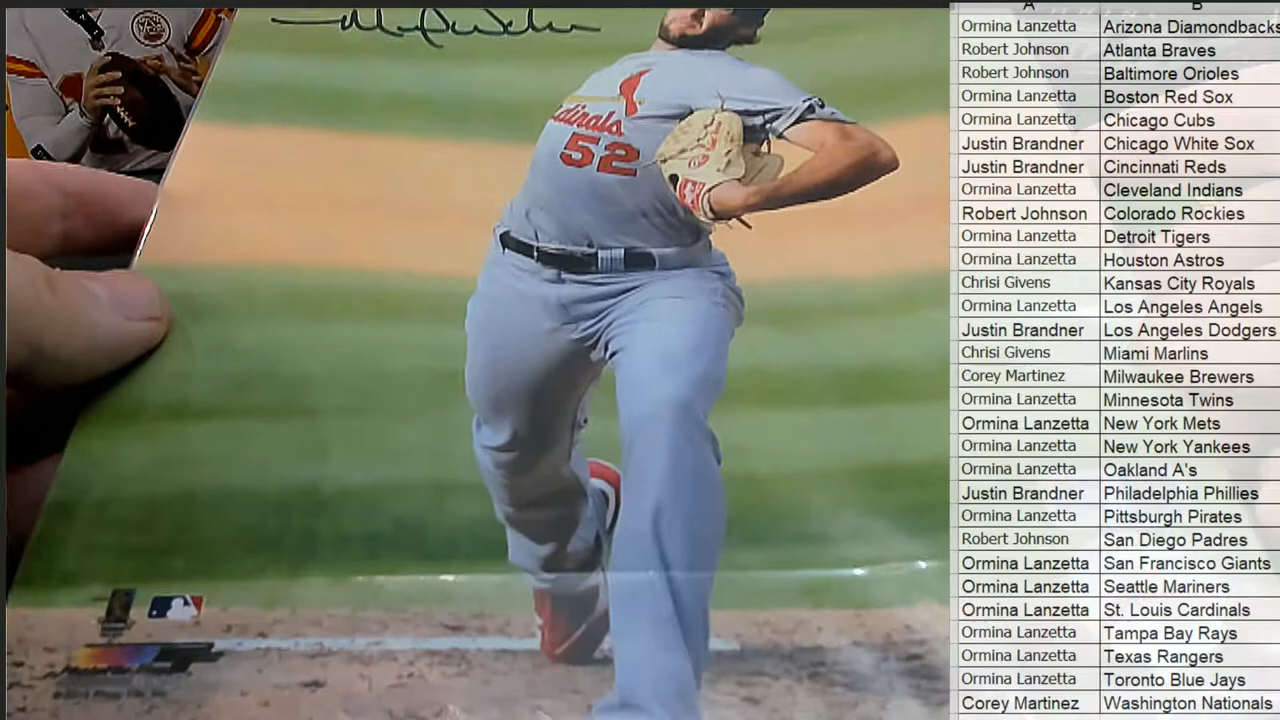 A B
Ormina Lanzetta Arizona Diamondbacks
Robert Johnson Atlanta Braves
Robert Johnson Baltimore Orioles
Ormina Lanzetta Boston Red Sox
Ormina Lanzetta Chicago Cubs
Justin Brandner Chicago White Sox
Justin Brandner Cincinnati Reds
Ormina Lanzetta Cleveland Indians
Robert Johnson Colorado Rockies
Ormina Lanzetta Detroit Tigers
Ormina Lanzetta Houston Astros
Chrisi Givens Kansas City Royals
Ormina Lanzetta Los Angeles Angels
Justin Brandner Los Angeles Dodgers
Chrisi Givens Miami Marlins
Corey Martinez Milwaukee Brewers
Ormina Lanzetta Minnesota Twins
Ormina Lanzetta New York Mets
Ormina Lanzetta New York Yankees
Ormina Lanzetta Oakland A's
Justin Brandner Philadelphia Phillies
Ormina Lanzetta Pittsburgh Pirates
Robert Johnson San Diego Padres
Ormina Lanzetta San Francisco Giants
Ormina Lanzetta Seattle Mariners
Ormina Lanzetta St. Louis Cardinals
Ormina Lanzetta Tampa Bay Rays
Ormina Lanzetta Texas Rangers
Ormina Lanzetta Toronto Blue Jays
Corey Martinez Washington Nationals
dinals
52